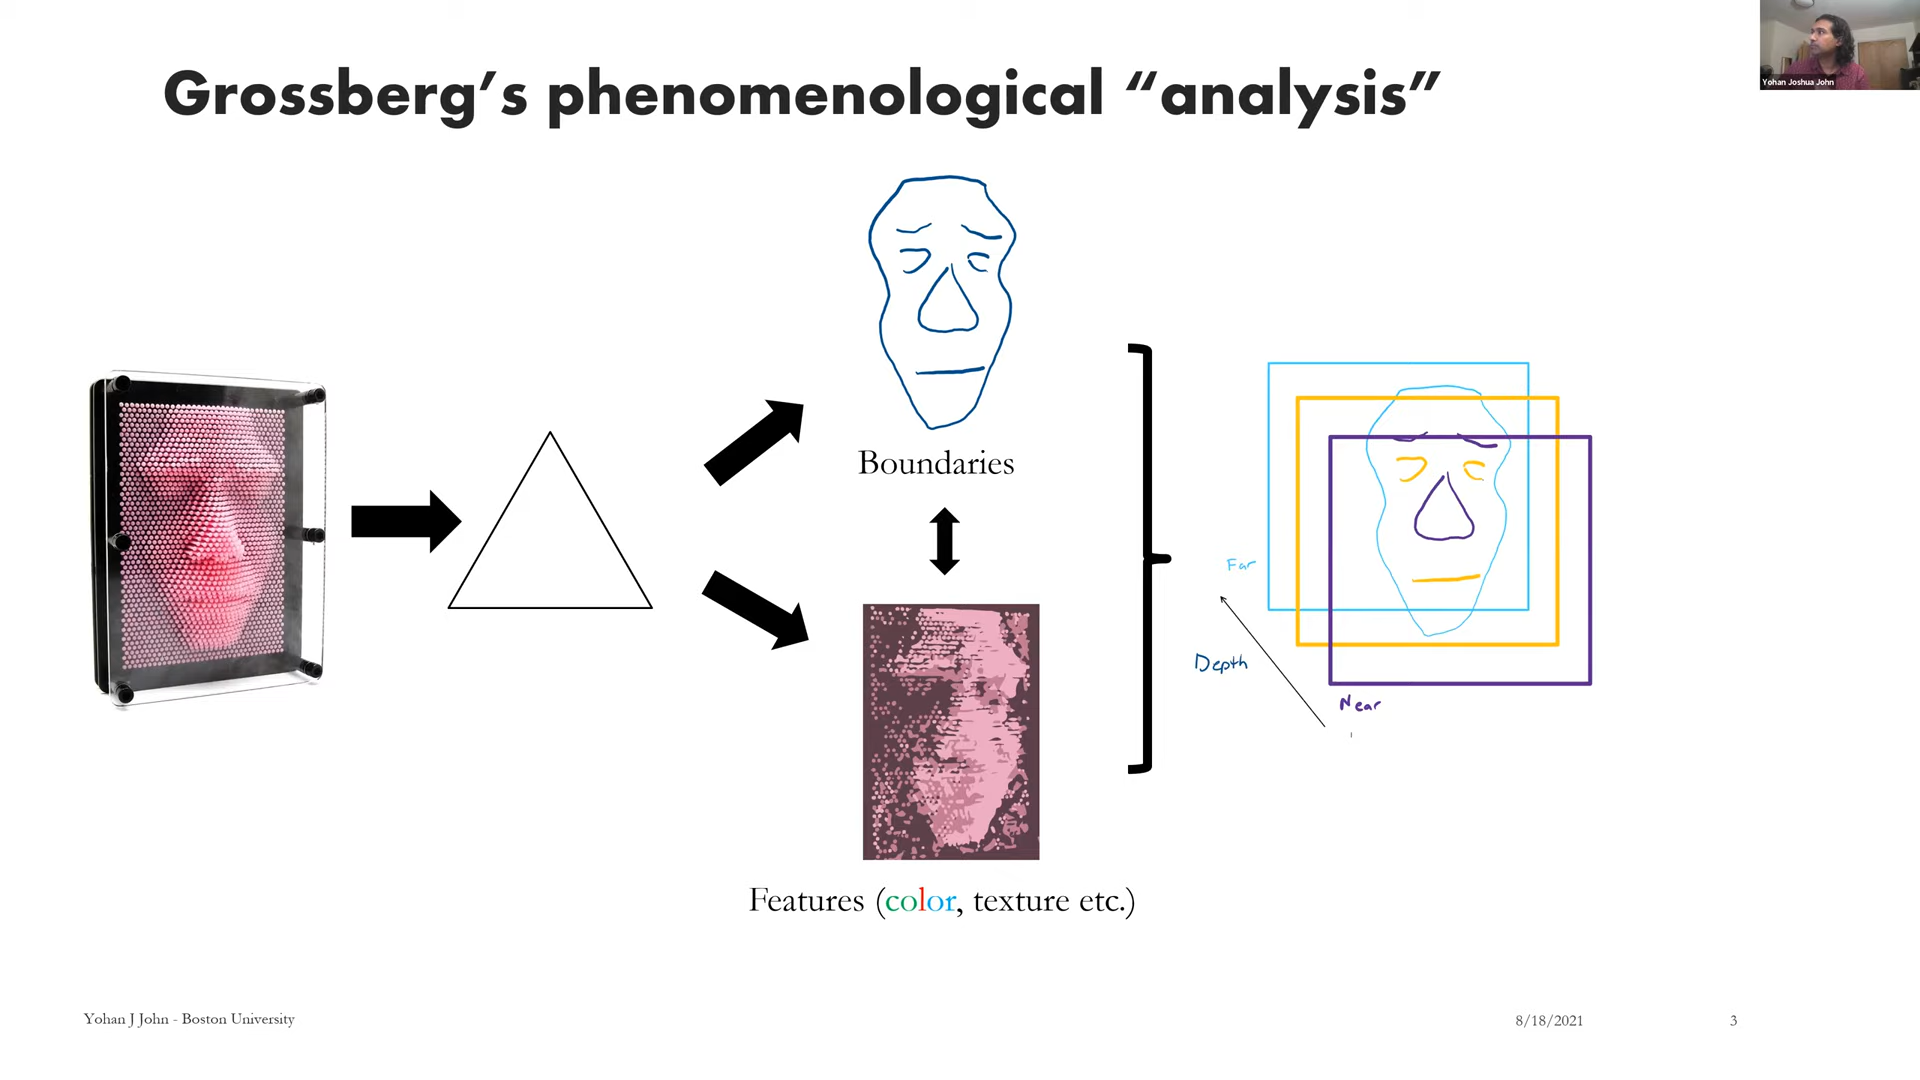 Grossberg’s phenomenological “analysis”
Yohan Joshua John
Boundaries
Far
Depth
Near
Features (color, texture etc.)
Yohan J John - Boston University
8/18/2021
3